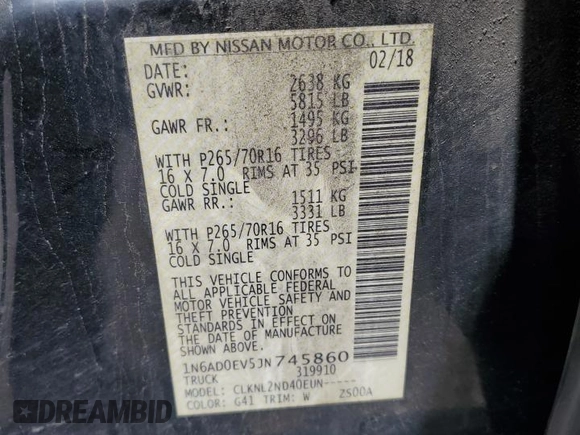 MFD BY NISSAN MOTOR CO., LTD.
DATE: 02/18
GVWR: 2638 KG
5815 LB
GAWR FR.: 1495 KG
3296 LB
WITH P265/70R16 TIRES
16 X 7.0 RIMS AT 35 PSI
COLD SINGLE
GAWR RR.: 1511 KG
3331 LB
WITH P265/70R16 TIRES
16 X 7.0 RIMS AT 35 PSI
COLD SINGLE
THIS VEHICLE CONFORMS TO
ALL APPLICABLE FEDERAL
MOTOR VEHICLE SAFETY AND
THEFT PREVENTION
STANDARDS IN EFFECT ON
THE DATE OF MANUFACTURE
1N6AD0EV5JN745860
TRUCK 319910
MODEL: CLKNL2ND40EUN-----
COLOR: G41 TRIM: W 2S00A
DREAMBID
DREAMBID